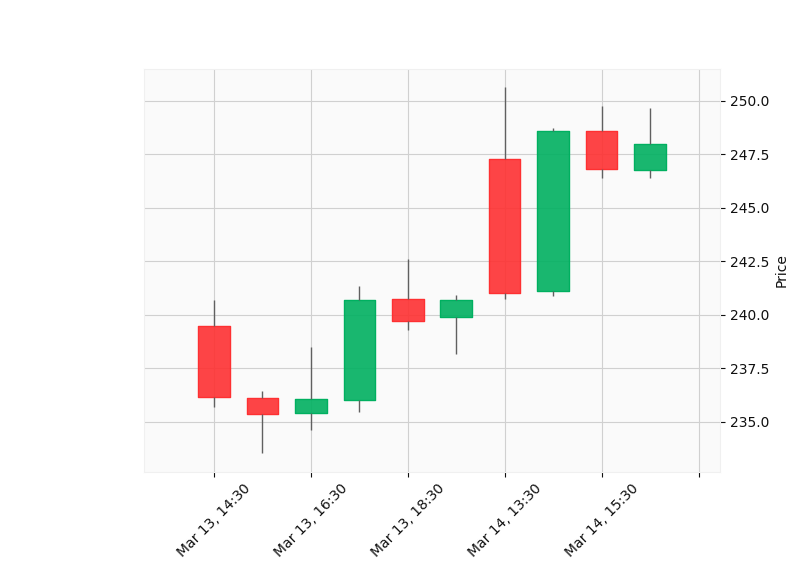 250.0
247.5
245.0
242.5
240.0
237.5
235.0
Price
Mar 13, 14:30
Mar 13, 16:30
Mar 13, 18:30
Mar 14, 13:30
Mar 14, 15:30